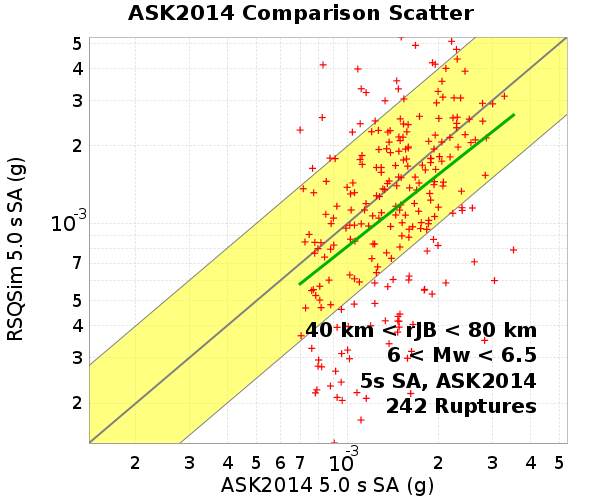 ASK2014 Comparison Scatter
RSQSim 5.0 s SA (g)
5
4
3
2
10-3
7
5
4
3
2
40 km < rJB < 80 km
6 < Mw < 6.5
5s SA, ASK2014
242 Ruptures
2 3 4 5 6 7 10-3 2 3 4 5
ASK2014 5.0 s SA (g)